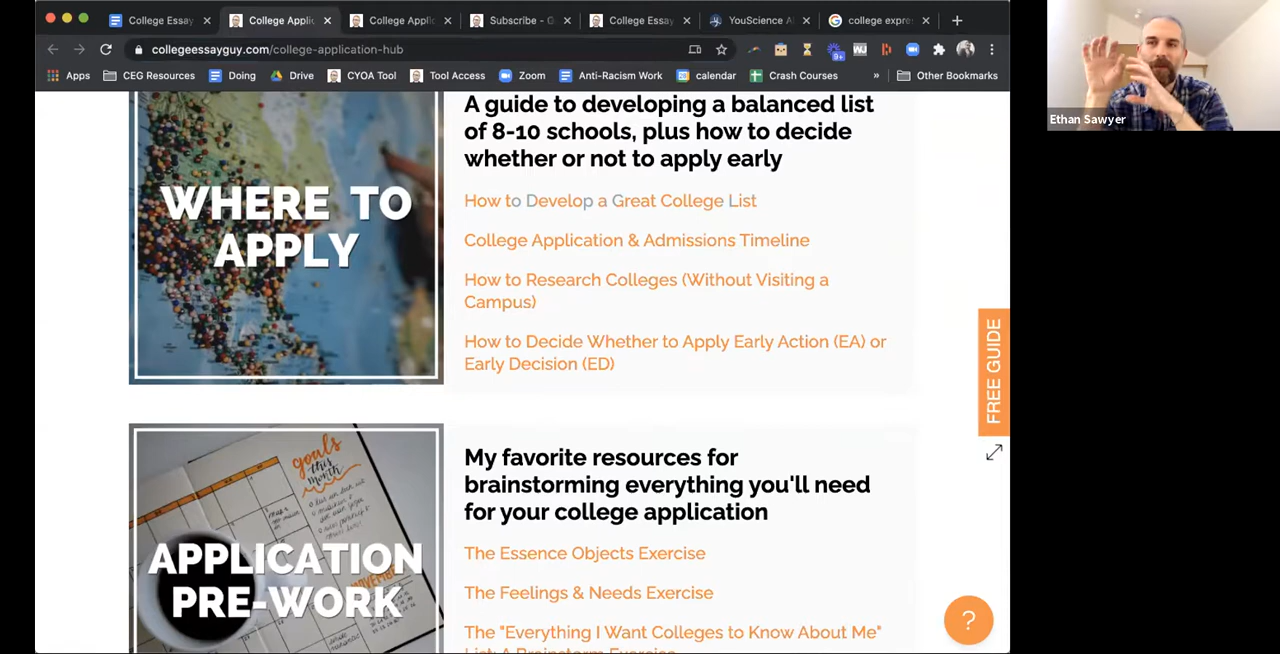 College Essay
College Applic
College Applic
Subscribe - G
College Essay
YouScience A
college expre
collegeessayguy.com/college-application-hub
9+
Apps
CEG Resources
Doing
Drive
CYOA Tool
Tool Access
Zoom
Anti-Racism Work
calendar
Crash Courses
»
Other Bookmarks
Ethan Sawyer
WHERE TO
APPLY
A guide to developing a balanced list
of 8-10 schools, plus how to decide
whether or not to apply early
How to Develop a Great College List
College Application & Admissions Timeline
How to Research Colleges (Without Visiting a
Campus)
How to Decide Whether to Apply Early Action (EA) or
Early Decision (ED)
FREE GUIDE
goals
this
month
APPLICATION
PRE-WORK
My favorite resources for
brainstorming everything you'll need
for your college application
The Essence Objects Exercise
The Feelings & Needs Exercise
The "Everything I Want Colleges to Know About Me"
List: A Brainstorm Exercise
?